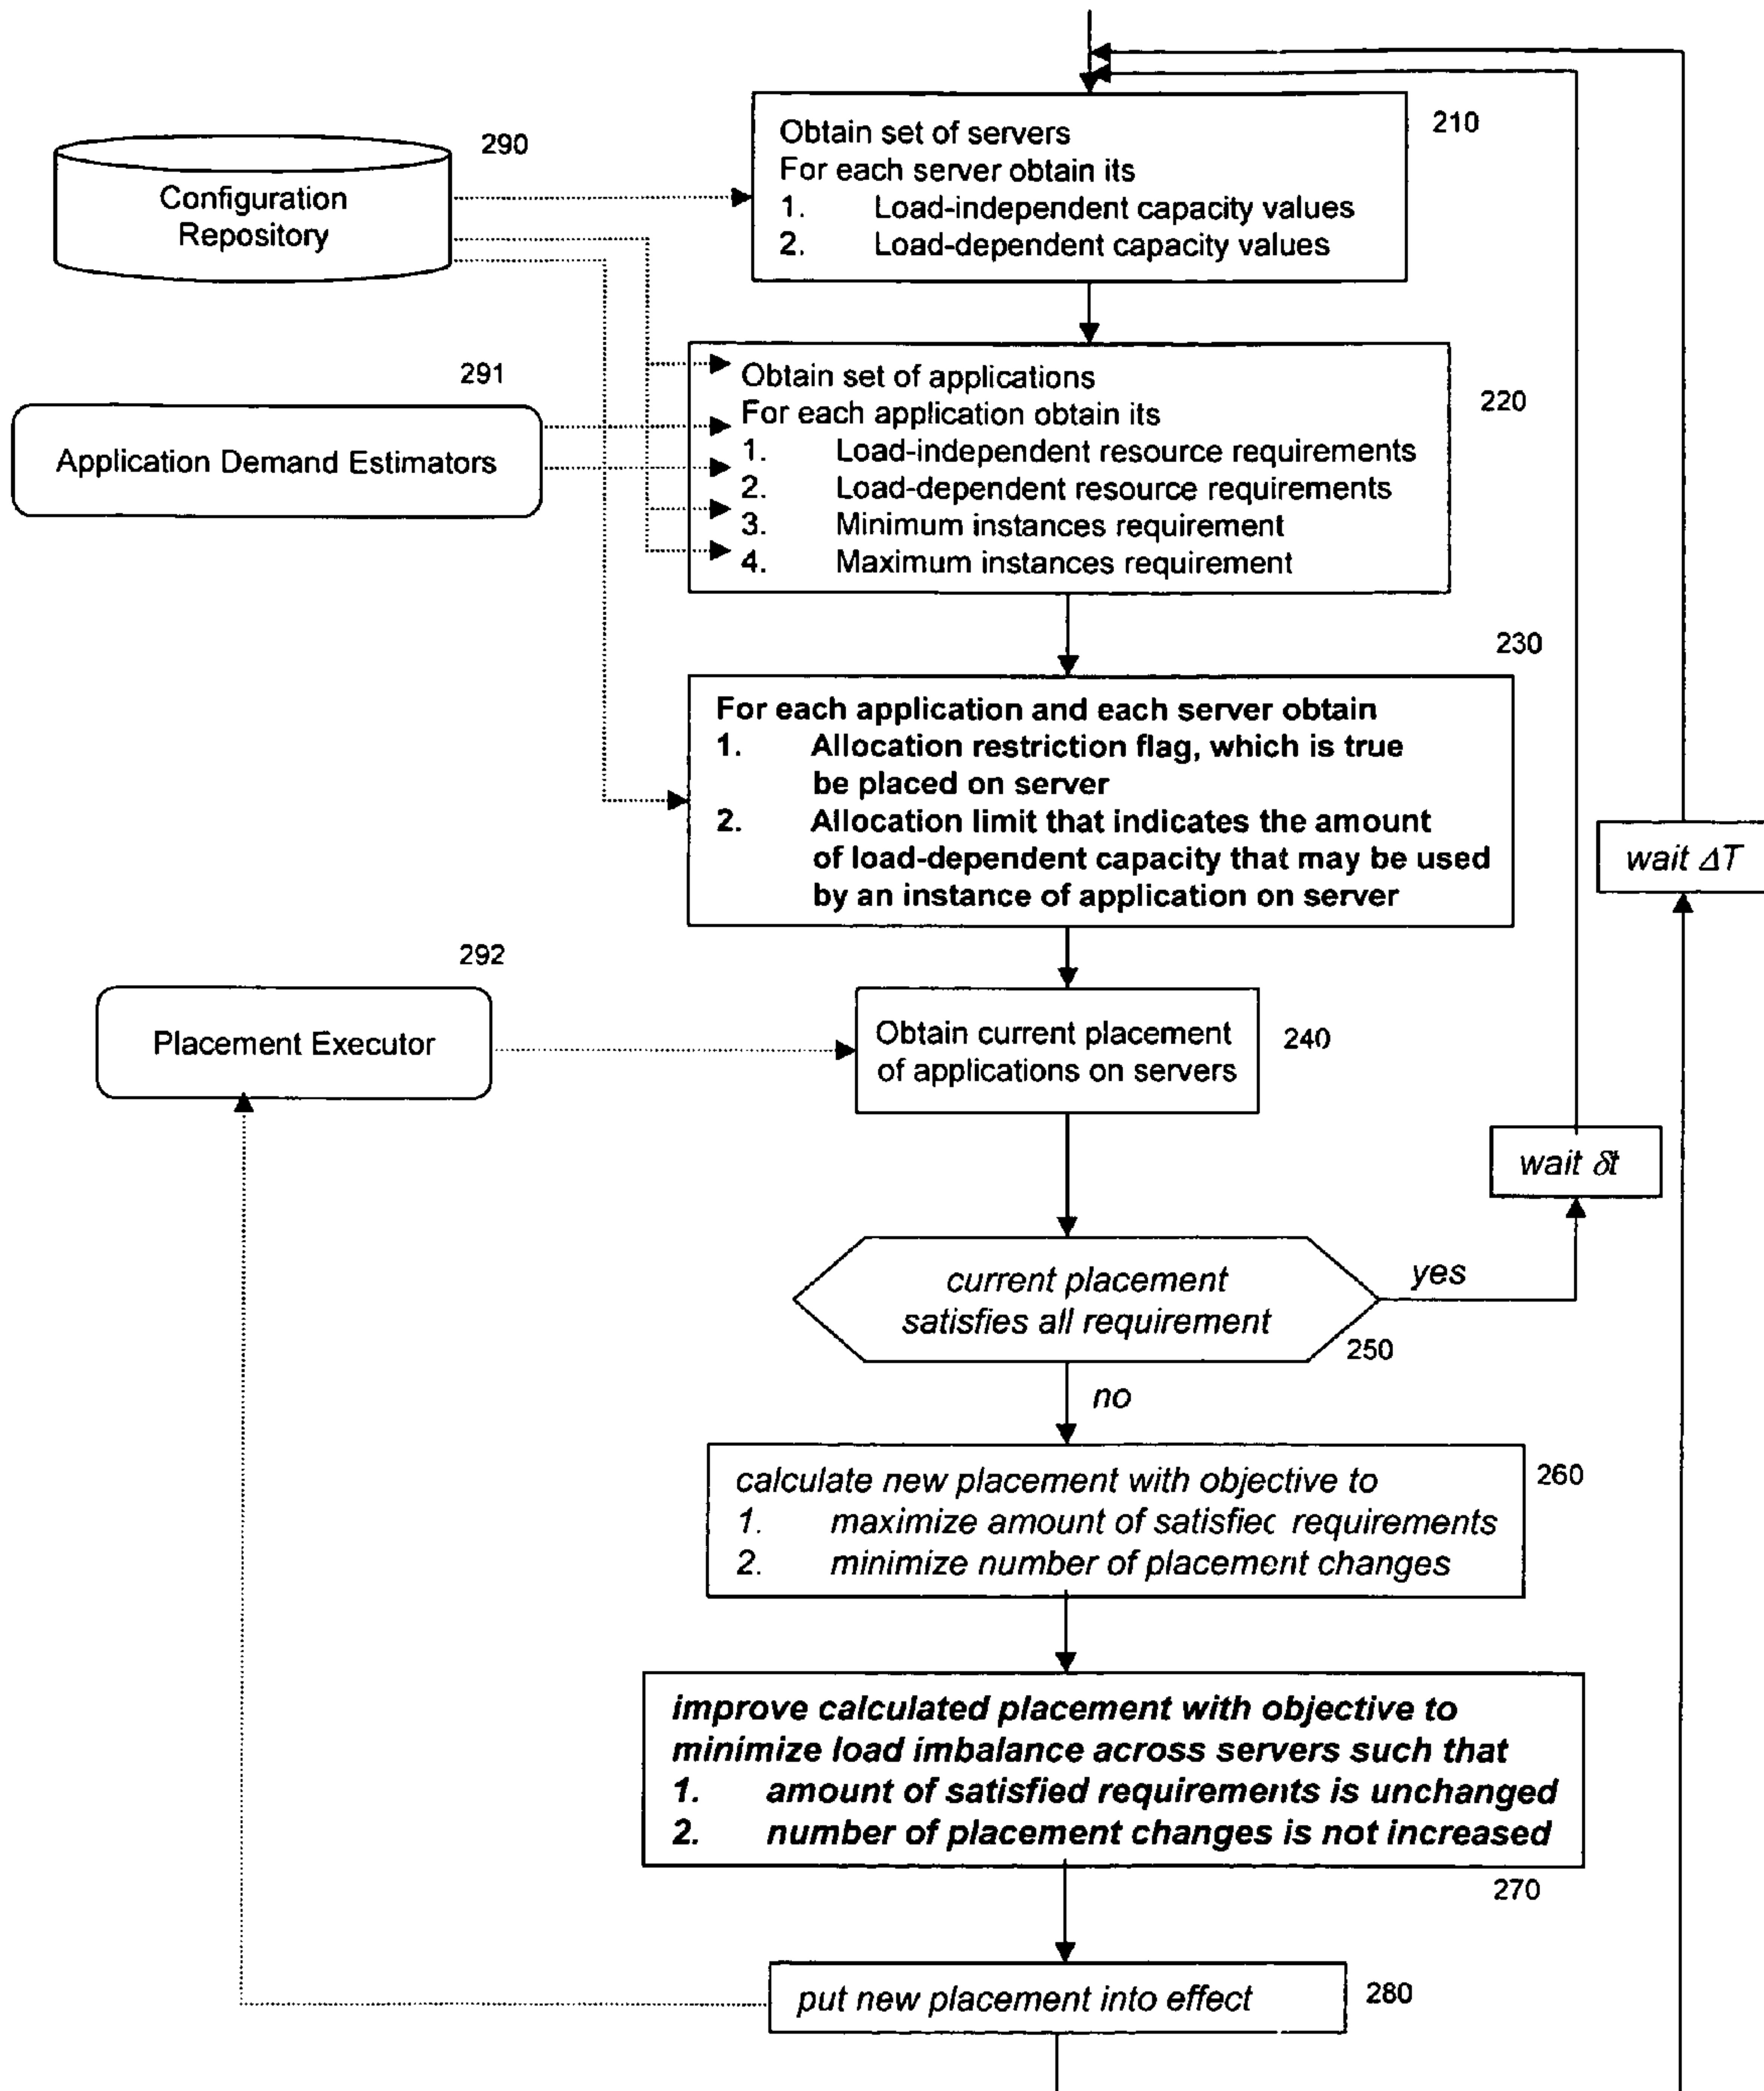 210
Obtain set of servers
For each server obtain its
1. Load-independent capacity values
2. Load-dependent capacity values
290
Configuration
Repository
291
Application Demand Estimators
220
Obtain set of applications
For each application obtain its
1. Load-independent resource requirements
2. Load-dependent resource requirements
3. Minimum instances requirement
4. Maximum instances requirement
230
For each application and each server obtain
1. Allocation restriction flag, which is true
be placed on server
2. Allocation limit that indicates the amount
of load-dependent capacity that may be used
by an instance of application on server
wait ΔT
292
Placement Executor
Obtain current placement
of applications on servers
240
wait δt
current placement
satisfies all requirement
yes
250
no
260
calculate new placement with objective to
1. maximize amount of satisfied requirements
2. minimize number of placement changes
improve calculated placement with objective to
minimize load imbalance across servers such that
1. amount of satisfied requirements is unchanged
2. number of placement changes is not increased
270
put new placement into effect
280